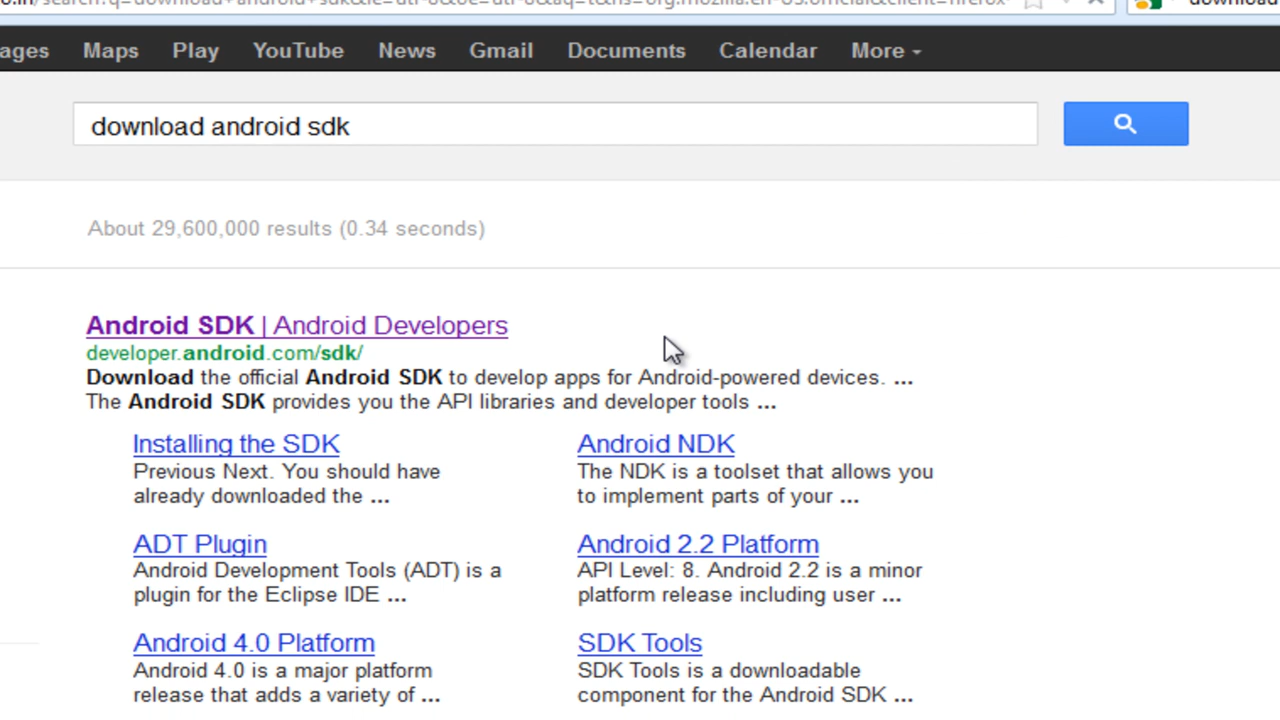 download
ages Maps Play YouTube News Gmail Documents Calendar More
download android sdk
About 29,600,000 results (0.34 seconds)
Android SDK | Android Developers
developer.android.com/sdk/
Download the official Android SDK to develop apps for Android-powered devices. ...
The Android SDK provides you the API libraries and developer tools ...
Installing the SDK
Previous Next. You should have
already downloaded the ...
Android NDK
The NDK is a toolset that allows you
to implement parts of your ...
ADT Plugin
Android Development Tools (ADT) is a
plugin for the Eclipse IDE ...
Android 2.2 Platform
API Level: 8. Android 2.2 is a minor
platform release including user ...
Android 4.0 Platform
Android 4.0 is a major platform
release that adds a variety of ...
SDK Tools
SDK Tools is a downloadable
component for the Android SDK ...